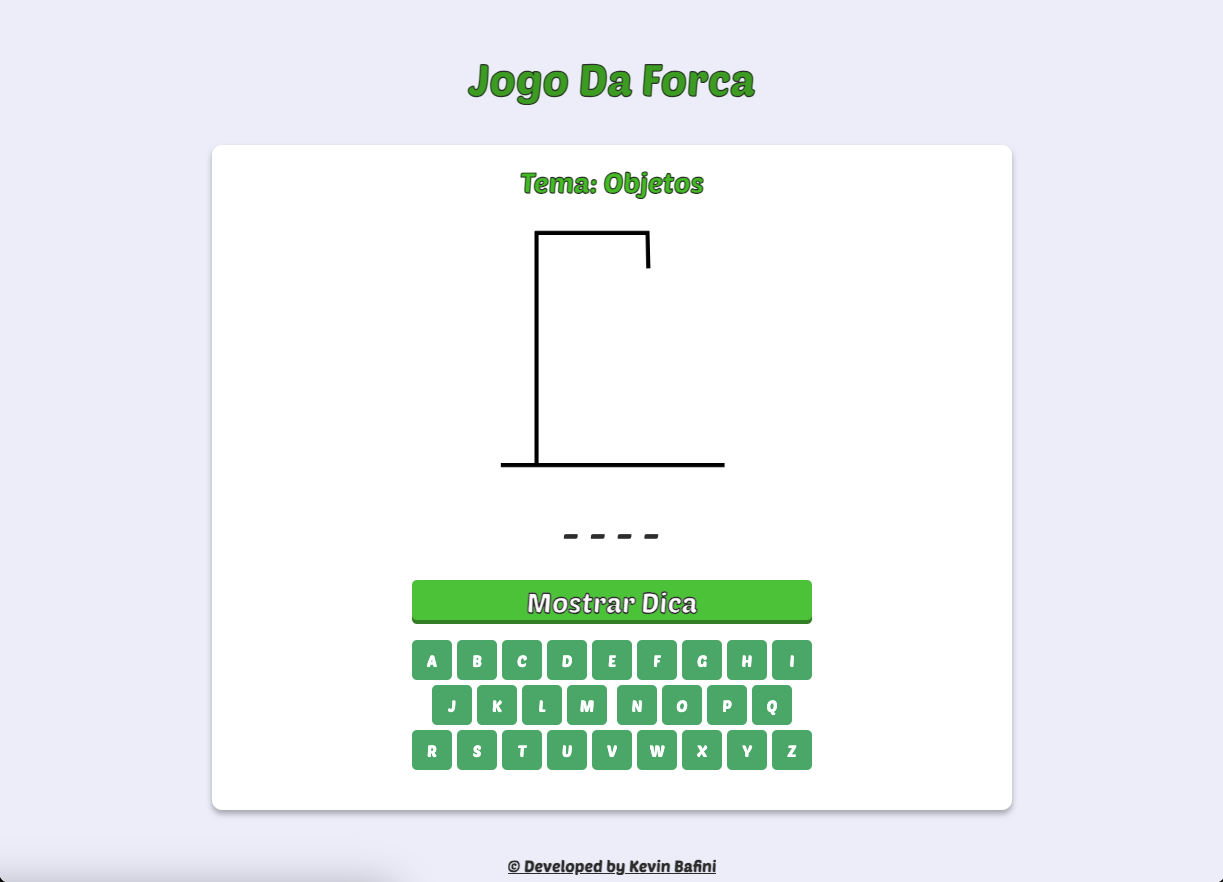 Jogo Da Forca
Tema: Objetos
- - - -
Mostrar Dica
A B C D E F G H I
J K L M N O P Q
R S T U V W X Y Z
© Developed by Kevin Bafini